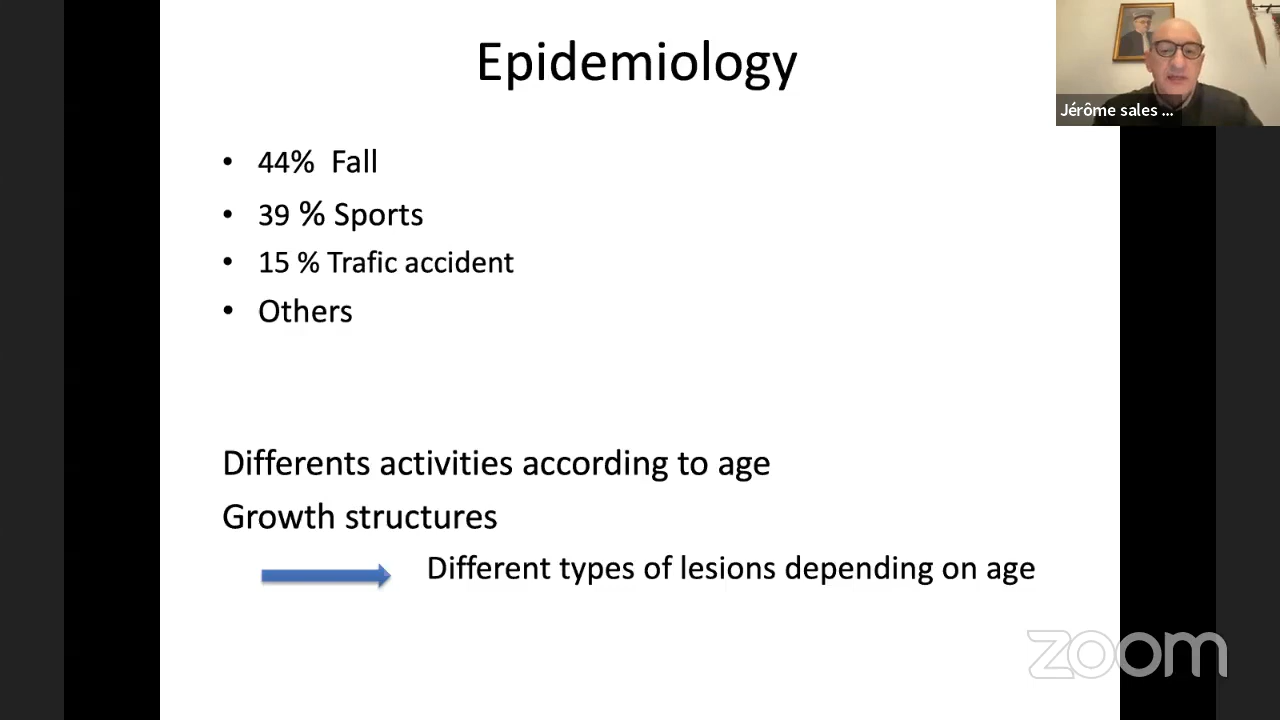 Epidemiology
Jérôme sales ...
• 44% Fall
• 39 % Sports
• 15 % Trafic accident
• Others
Differents activities according to age
Growth structures
Different types of lesions depending on age
zoom